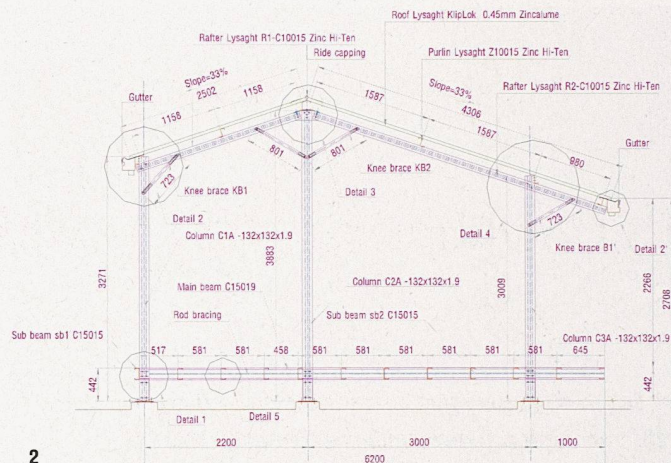 Roof Lysaght KlipLok 0.45mm Zincalume
Rafter Lysaght R1-C10015 Zinc Hi-Ten
Ride capping
Purlin Lysaght Z10015 Zinc Hi-Ten
Slope=33%
2502
1158
1158
Gutter
1587
Slope=33%
4306
1587
Rafter Lysaght R2-C10015 Zinc Hi-Ten
980
Gutter
801
801
723
Knee brace KB1
Knee brace KB2
Detail 3
Detail 2
Detail 4
723
Knee brace B1'
Detail 2'
Column C1A -132x132x1.9
3883
3271
Main beam C15019
Column C2A -132x132x1.9
3009
2266
2706
Rod bracing
Sub beam sb2 C15015
Sub beam sb1 C15015
Column C3A -132x132x1.9
517 581 581 458 581 581 581 581 581 581 645
442
442
Detail 1
Detail 5
2200
3000
1000
6200
2